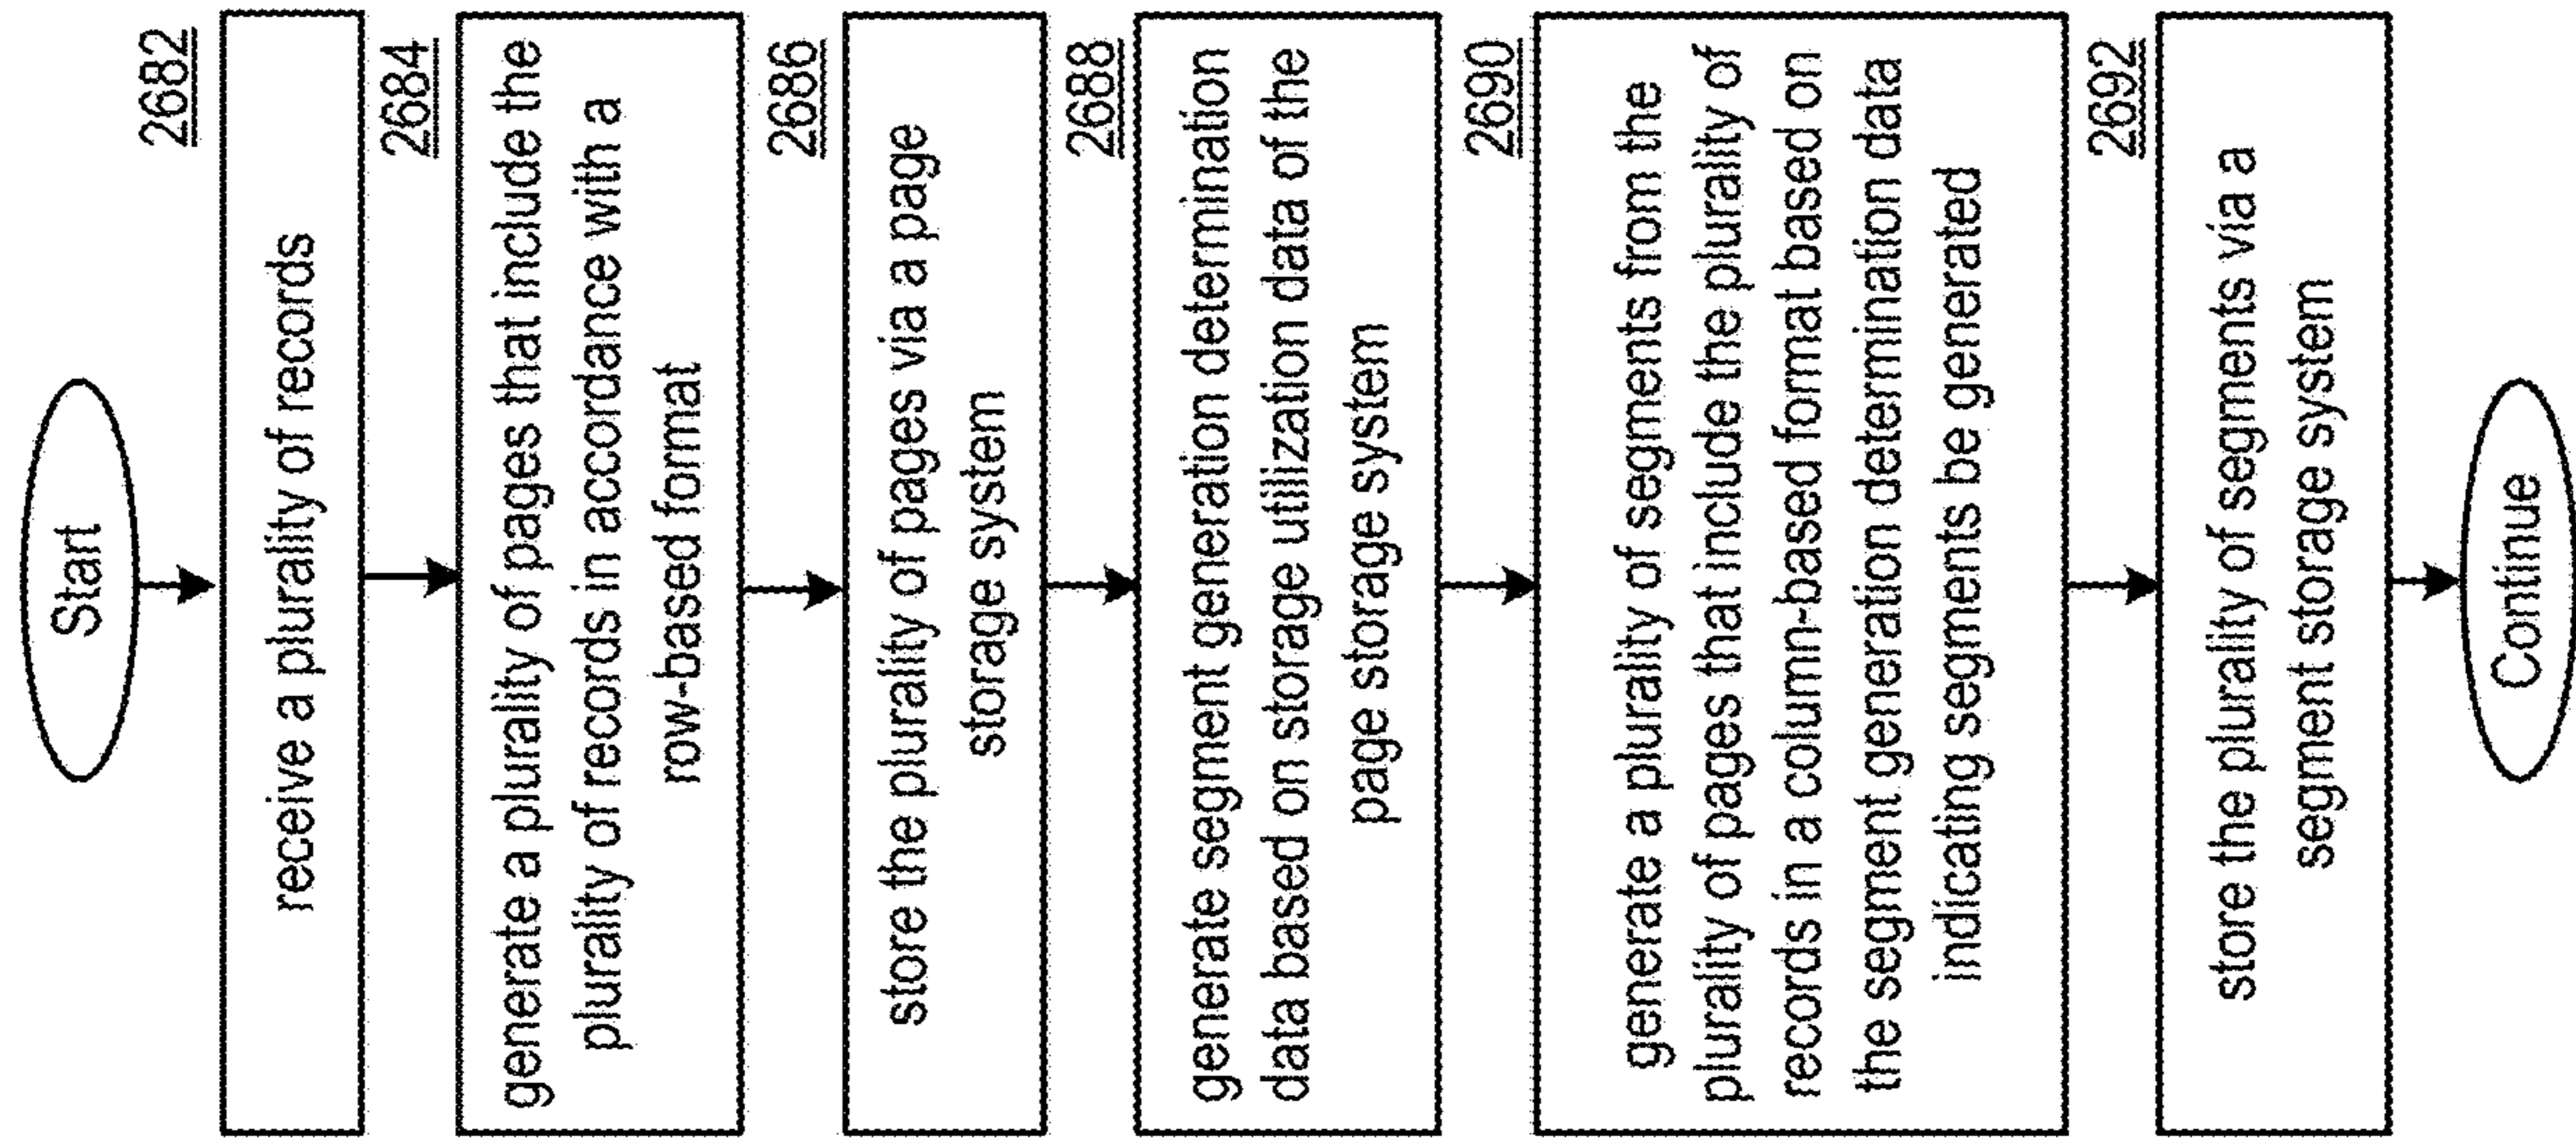 Start
2682
receive a plurality of records
2684
generate a plurality of pages that include the
plurality of records in accordance with a
row-based format
2686
store the plurality of pages via a page
storage system
2688
generate segment generation determination
data based on storage utilization data of the
page storage system
2690
generate a plurality of segments from the
plurality of pages that include the plurality of
records in a column-based format based on
the segment generation determination data
indicating segments be generated
2692
store the plurality of segments via a
segment storage system
Continue